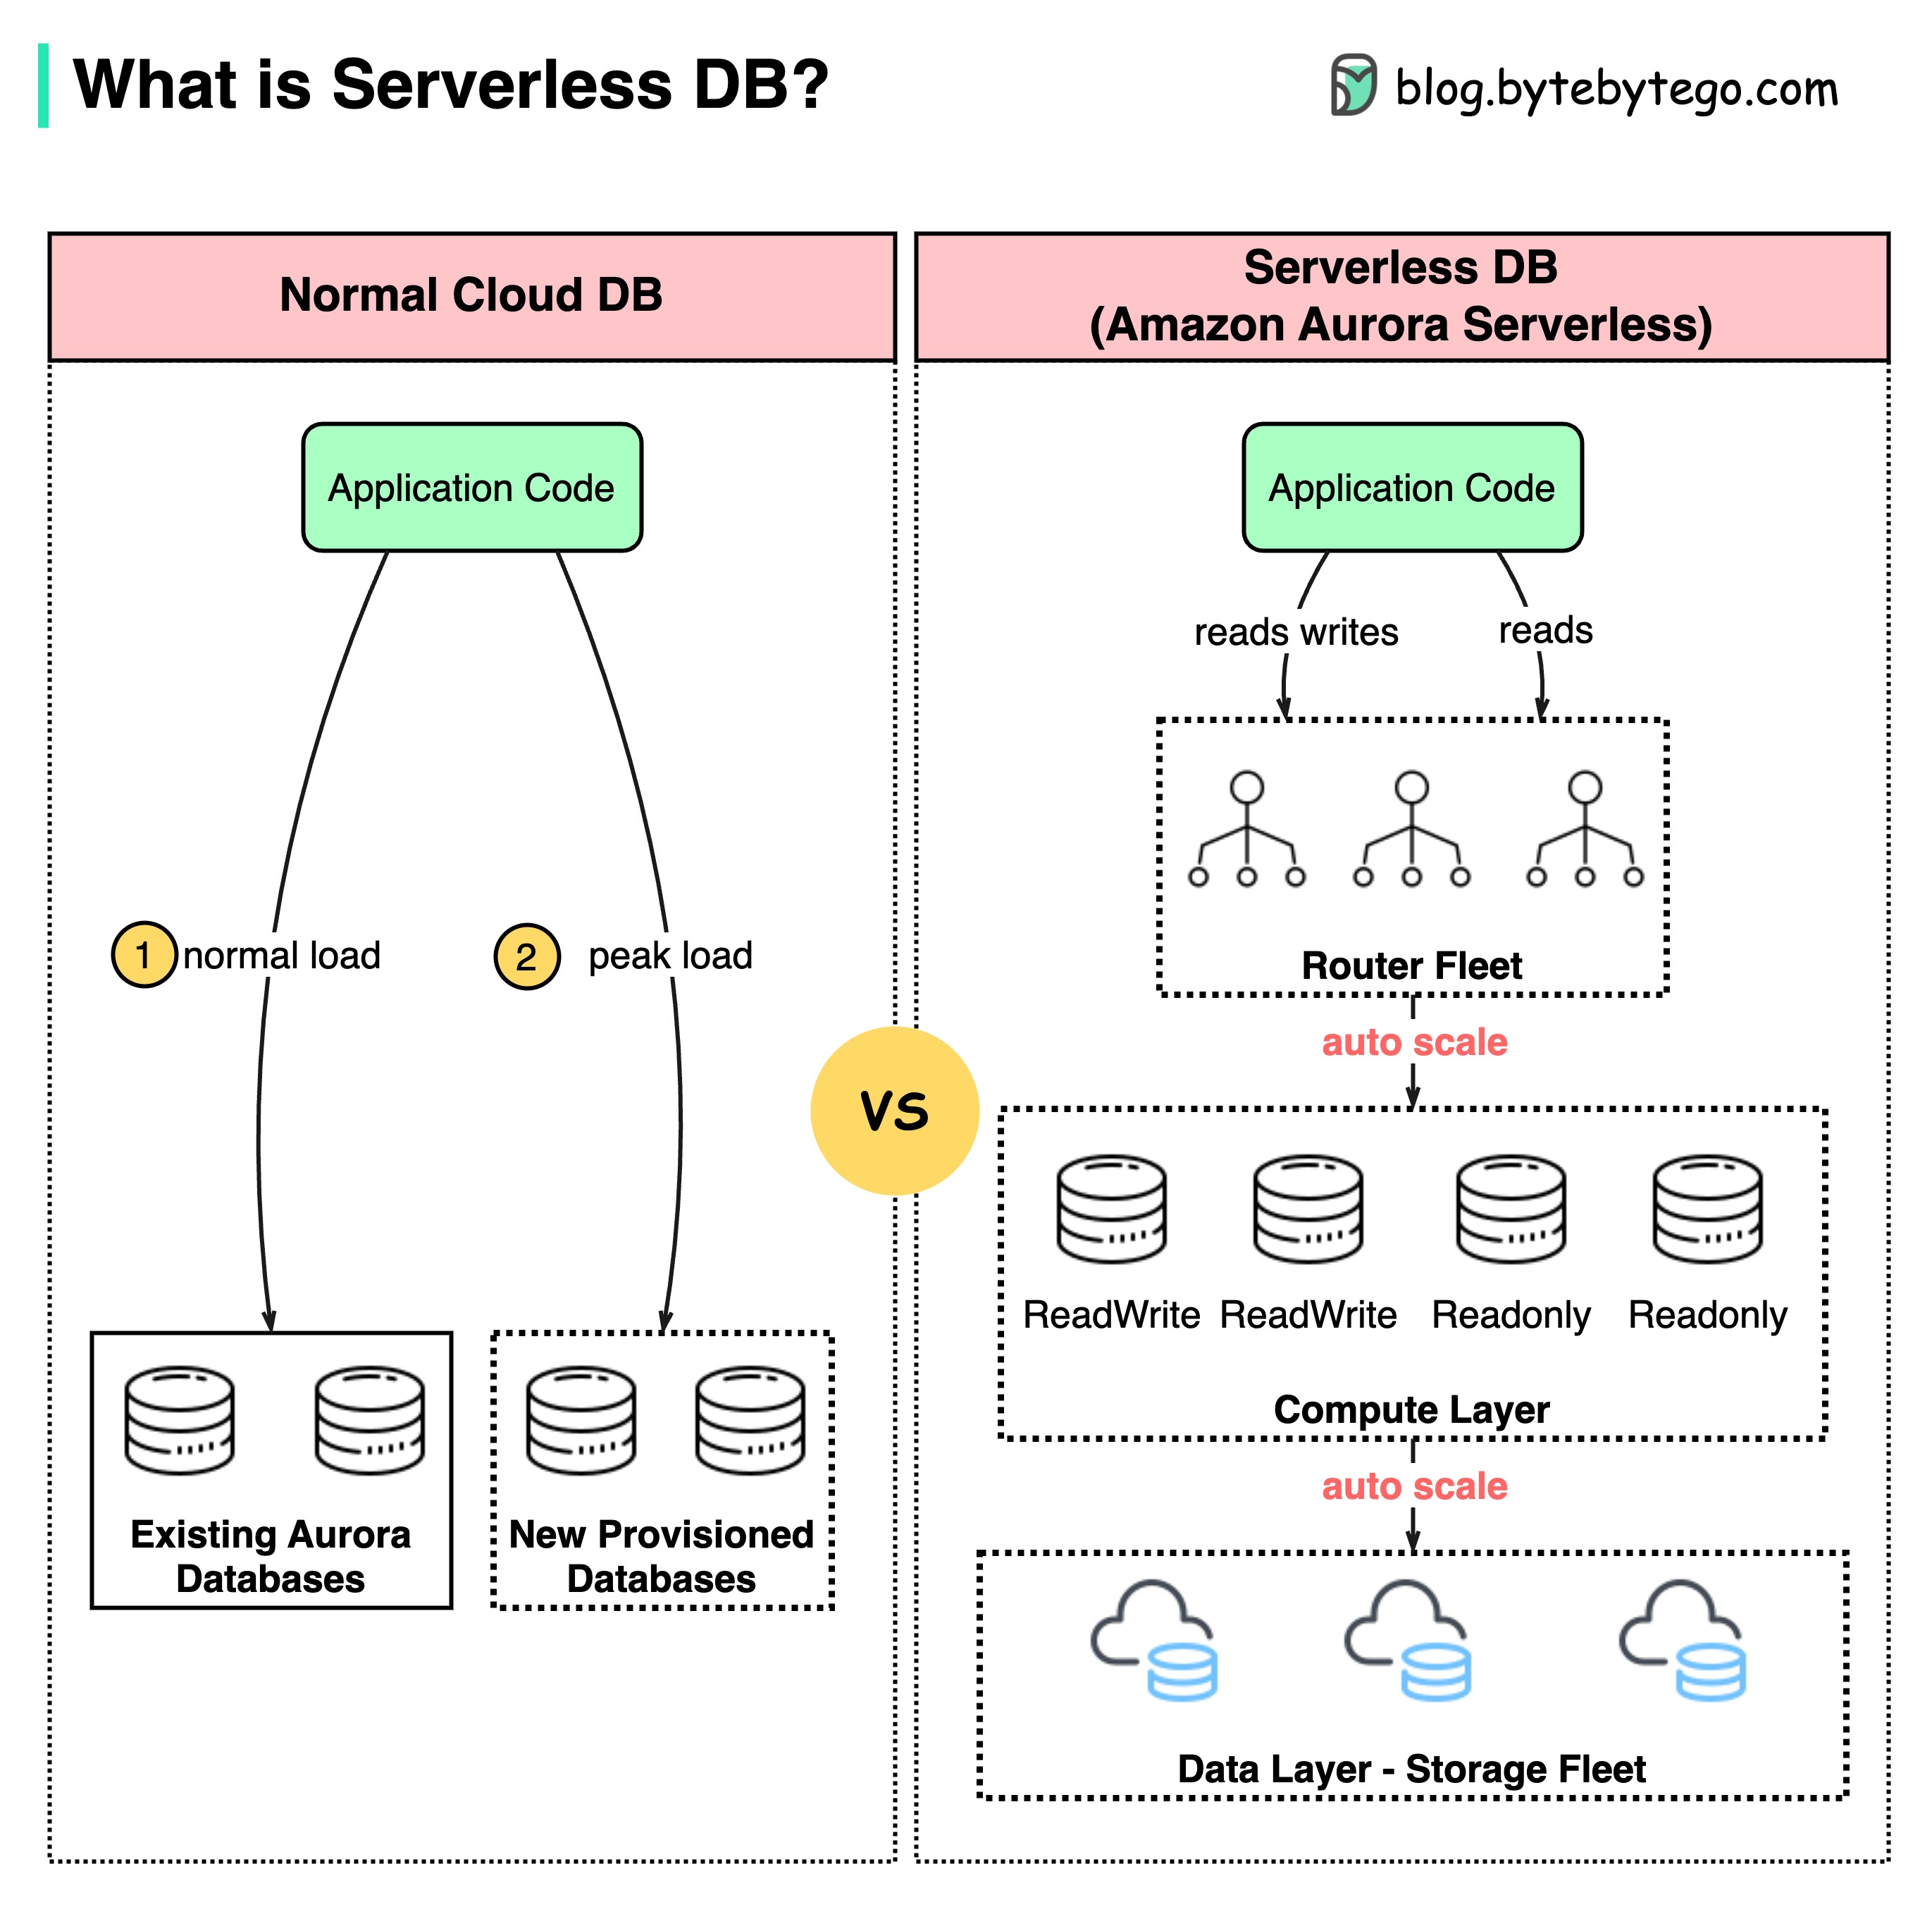 What is Serverless DB?
blog.bytebytego.com
Normal Cloud DB
Application Code
1 normal load
2 peak load
Existing Aurora
Databases
New Provisioned
Databases
vs
Serverless DB
(Amazon Aurora Serverless)
Application Code
reads writes
reads
Router Fleet
auto scale
ReadWrite ReadWrite Readonly Readonly
Compute Layer
auto scale
Data Layer - Storage Fleet